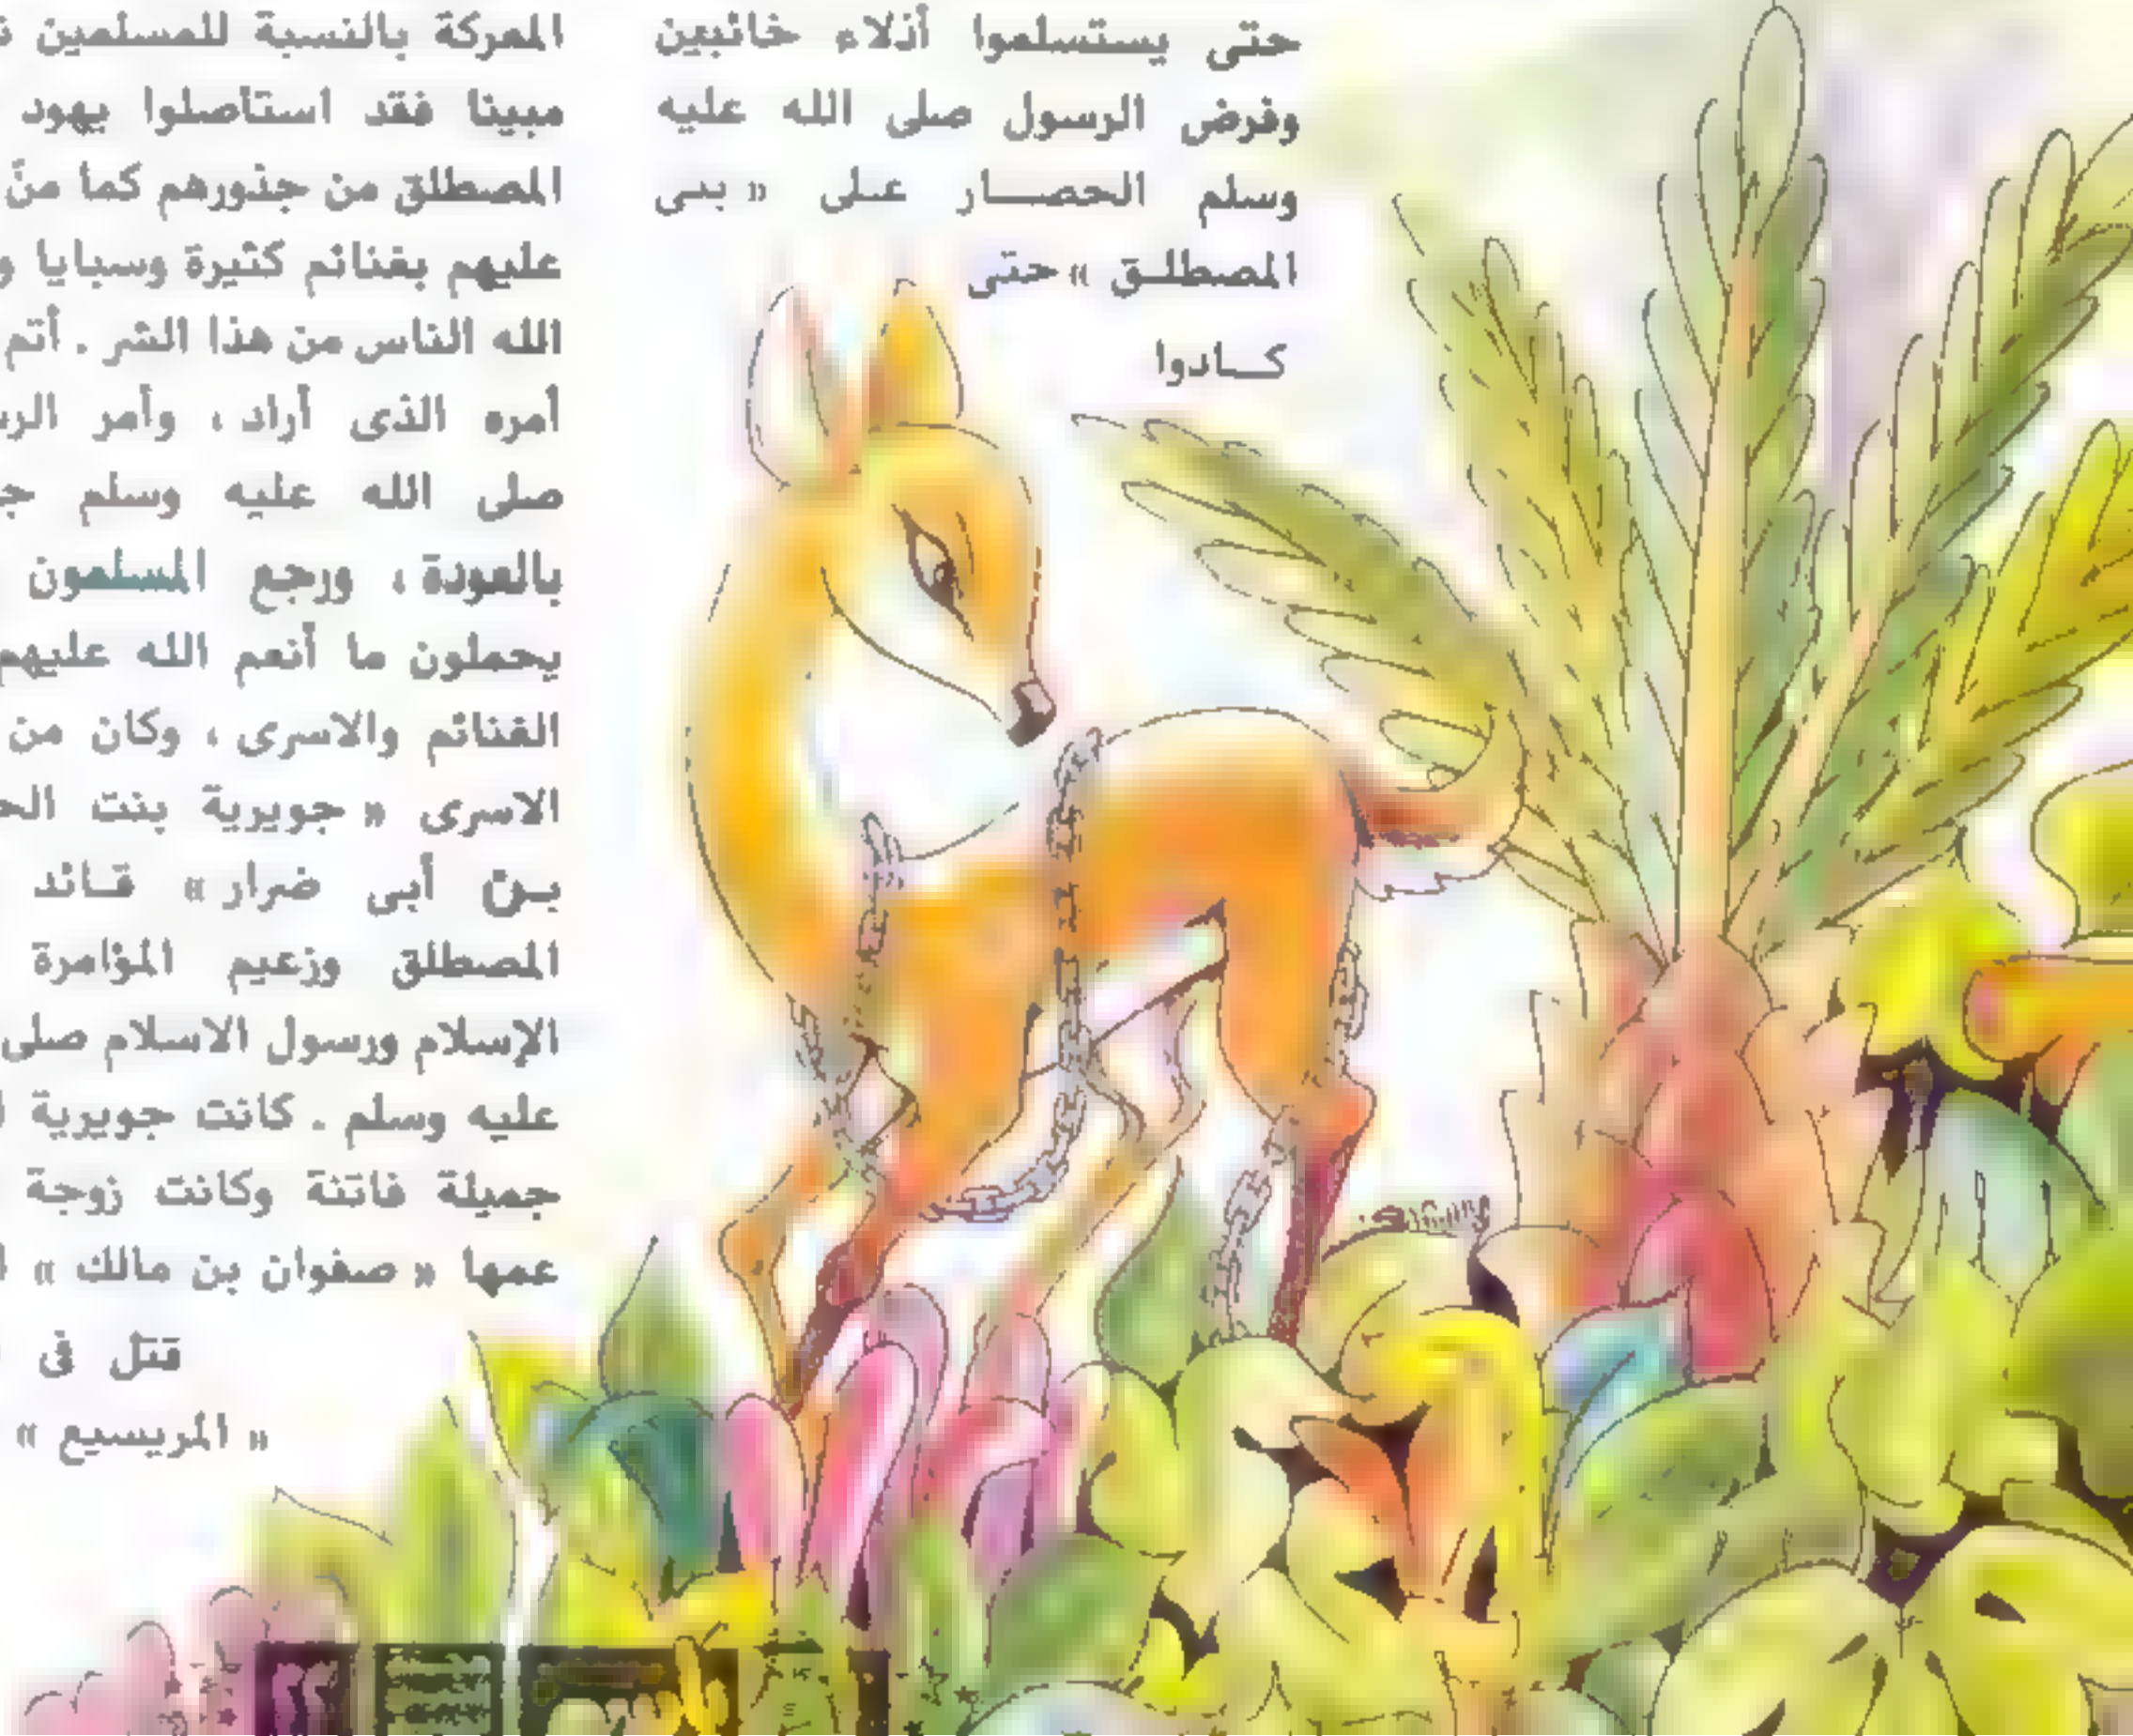 حتى يستسلموا أذلاء خائبين
وفرض الرسول صلى الله عليه
وسلم الحصار على « بنى
المصطلق » حتى
كادوا
المعركة بالنسبة للمسلمين
مبينا فقد استأصلوا يهود
المصطلق من جذورهم كما منّ
عليهم بغنائم كثيرة وسبايا
الله الناس من هذا الشر . أتم
أمره الذى أراد ، وأمر
صلى الله عليه وسلم
بالعودة ، ورجع المسلمون
يحملون ما أنعم الله عليهم
الغنائم والاسرى ، وكان من
الاسرى « جويرية بنت
بن أبى ضرار » قائد
المصطلق وزعيم المؤامرة
الإسلام ورسول الاسلام صلى
عليه وسلم . كانت جويرية
جميلة فاتنة وكانت زوجة
عمها « صفوان بن مالك »
قتل فى
« المريسيع »